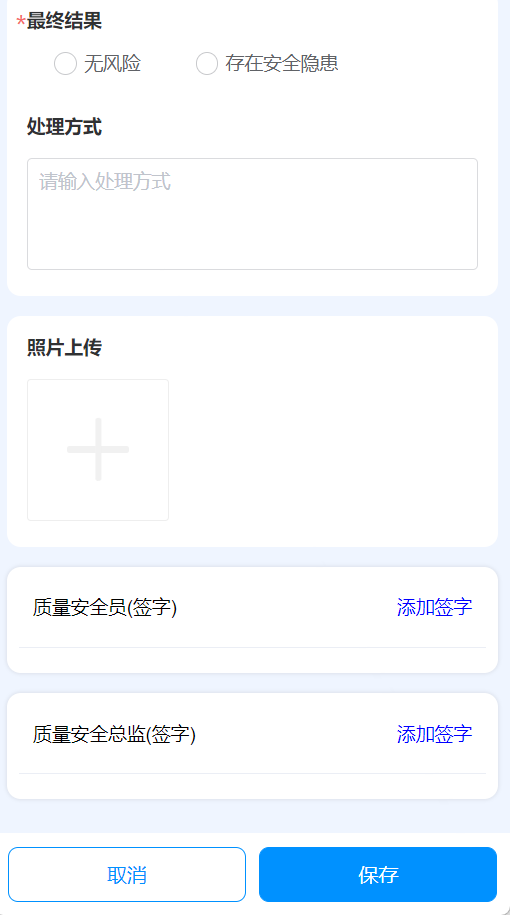 *最终结果
无风险 存在安全隐患
处理方式
请输入处理方式
照片上传
质量安全员(签字) 添加签字
质量安全总监(签字) 添加签字
取消 保存